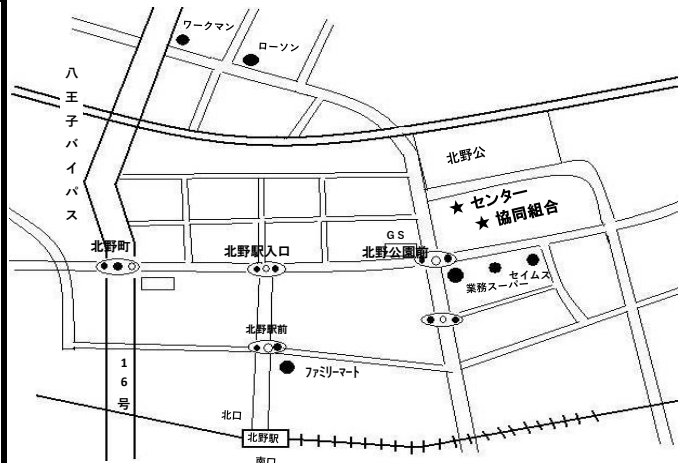 ワークマン
ローソン
八王子バイパス
北野公
センター
協同組合
GS
北野町
北野駅入口
北野公園前
セイムス
業務スーパー
北野駅前
ファミリーマート
16号
北口
北野駅
南口